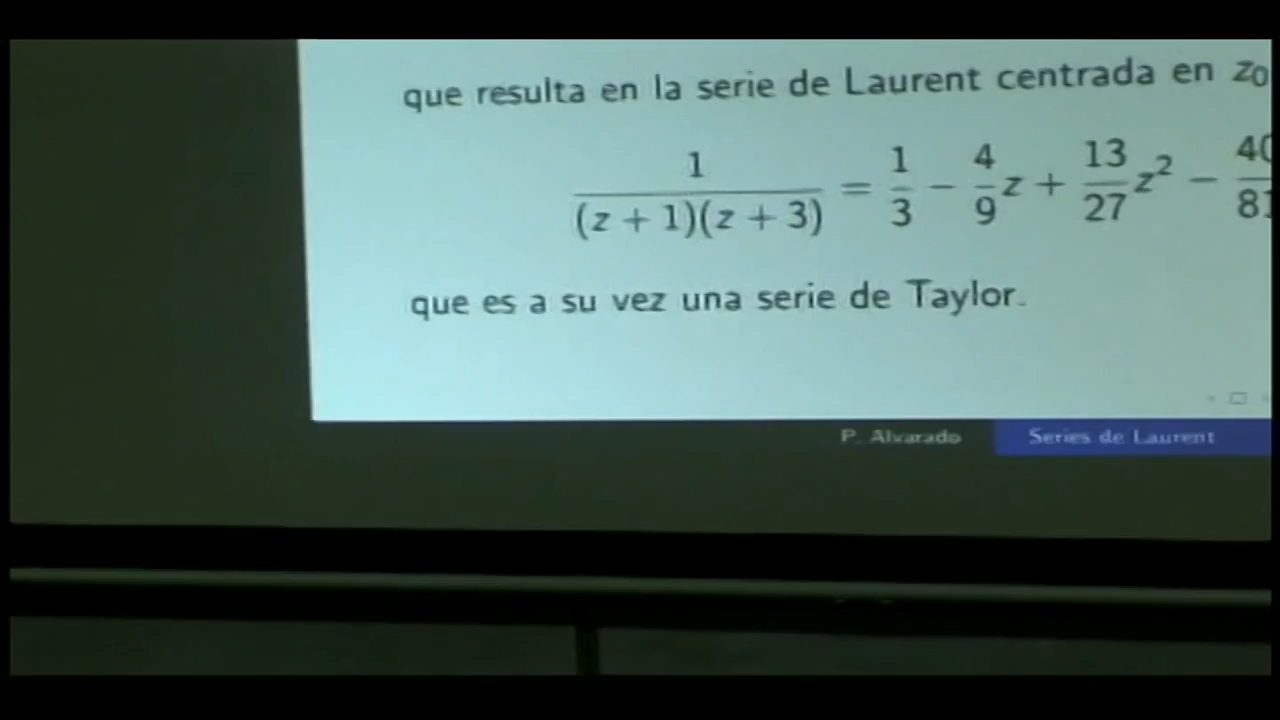 que resulta en la serie de Laurent centrada en z₀
1/((z + 1)(z + 3)) = 1/3 − 4/9 z + 13/27 z² −
que es a su vez una serie de Taylor.
P. Alvarado Series de Laurent